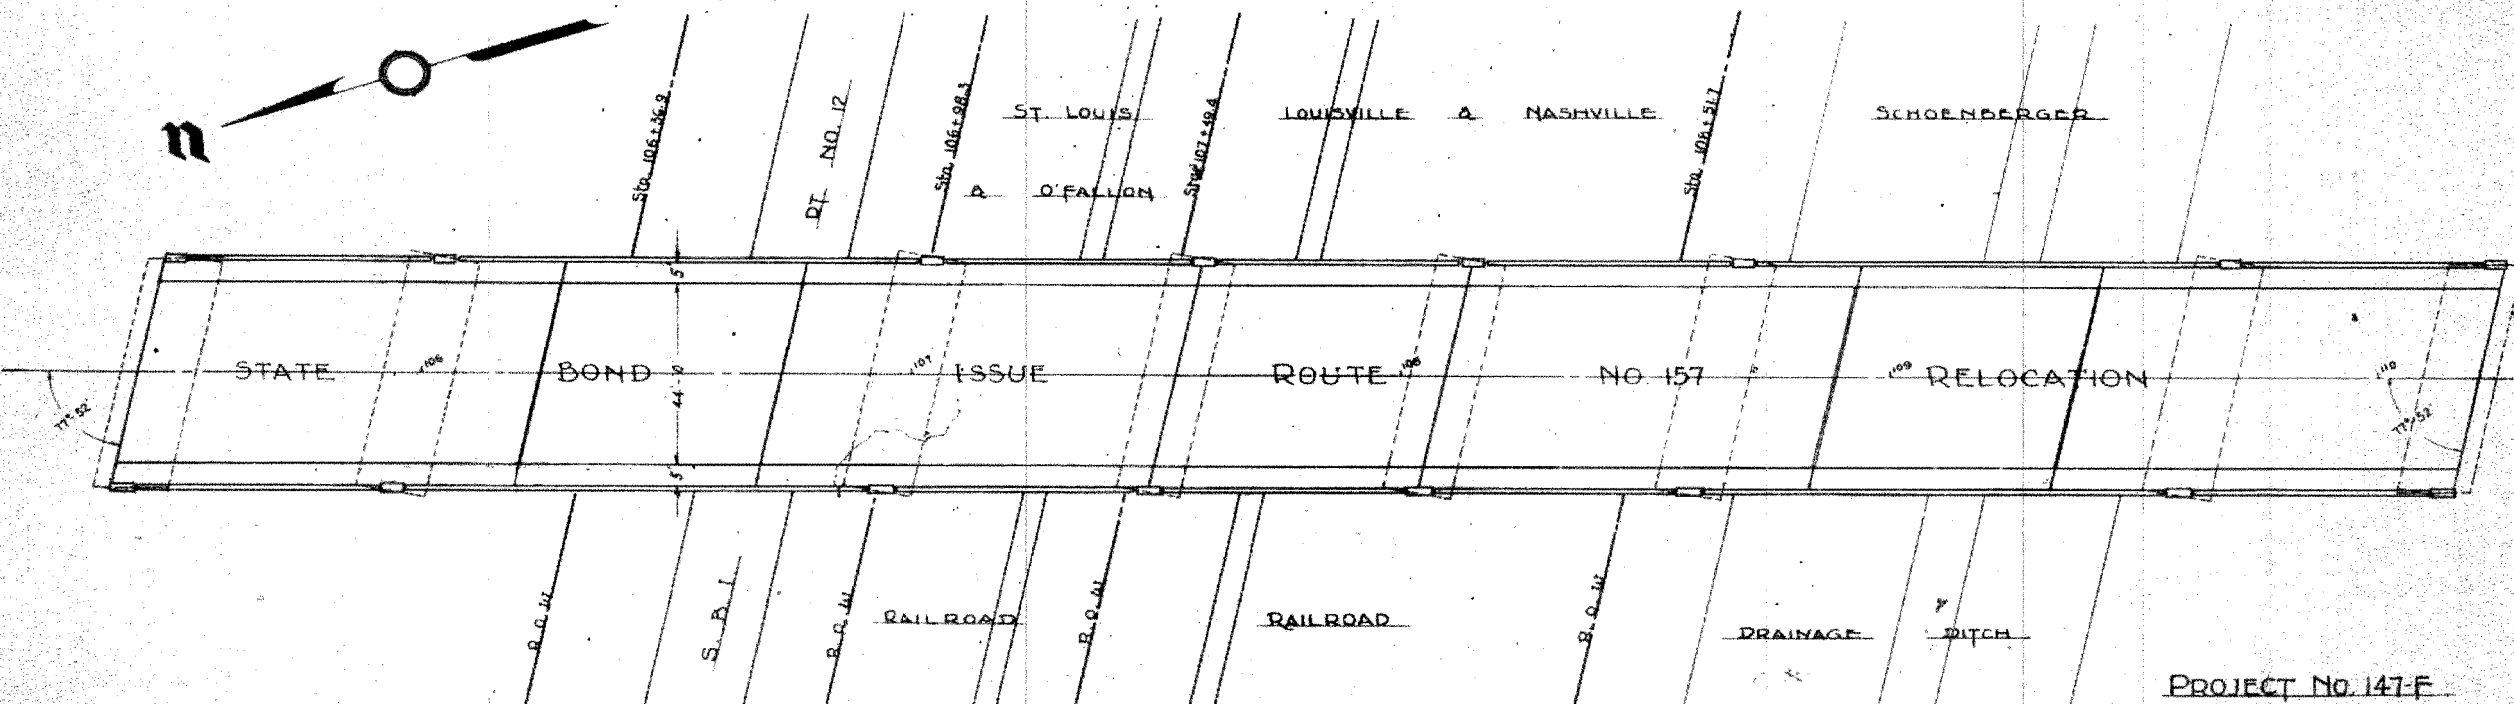 n
Sta. 106+36.9
RT. NO. 12
Sta. 106+98.3
ST. LOUIS
& O'FALLON
Sta. 107+49.4
LOUISVILLE & NASHVILLE
Sta. 108+51.7
SCHOENBERGER
5'
STATE BOND ISSUE ROUTE NO 157 RELOCATION
106
107
108
109
110
44'-0
77°-52'
77°-52'
5'
R.O.W.
S. B. I.
R.O.W.
RAILROAD
R.O.W.
RAILROAD
R.O.W.
DRAINAGE DITCH
PROJECT NO. 147-F